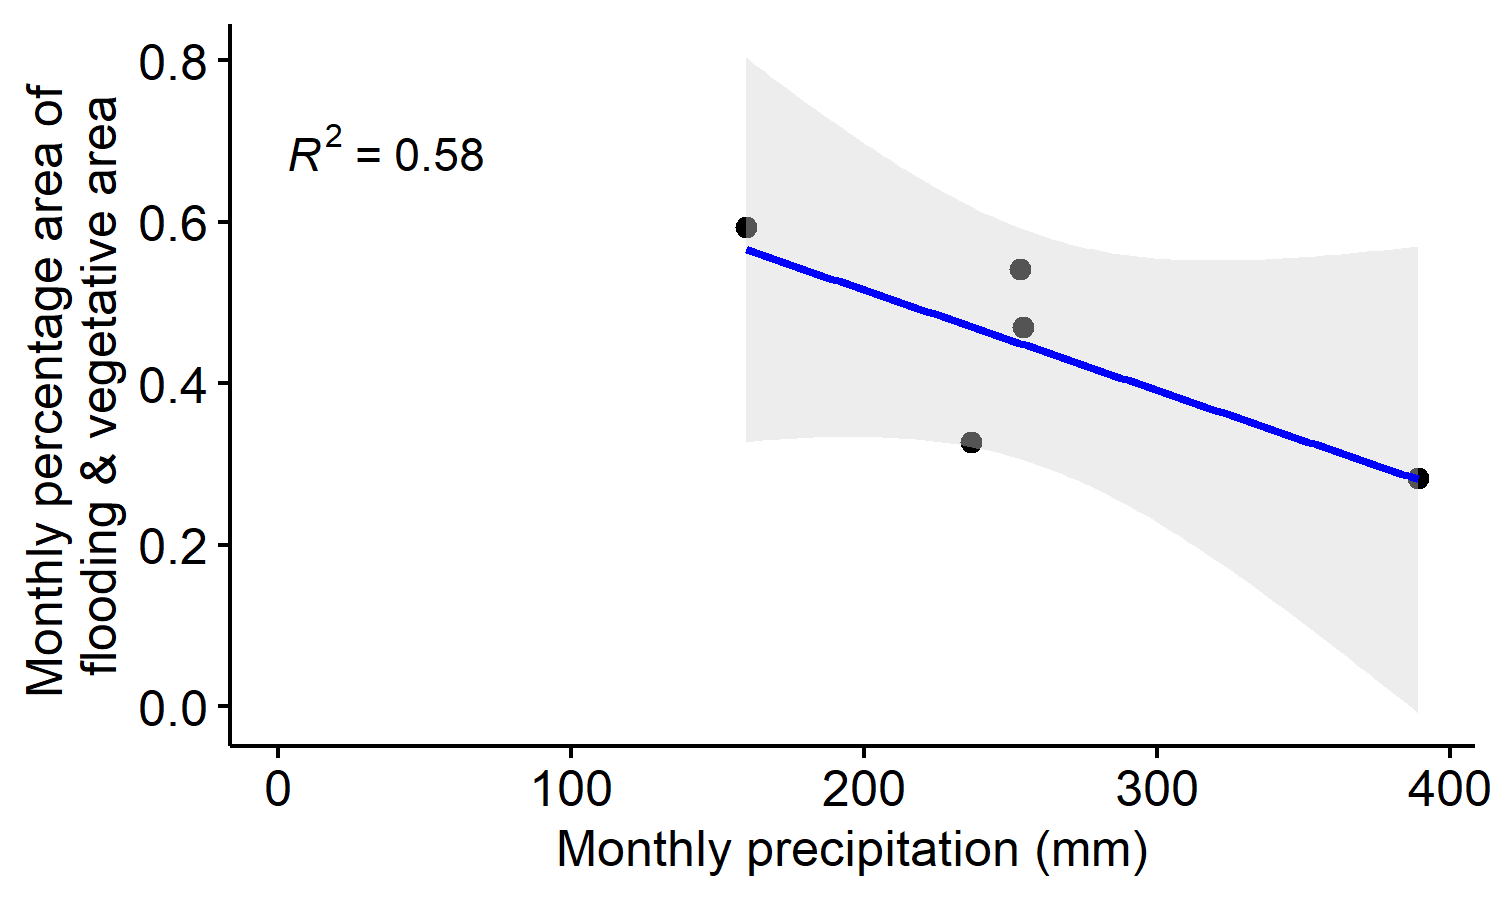 Monthly percentage area of
flooding & vegetative area
0.8
0.6
0.4
0.2
0.0
R² = 0.58
0 100 200 300 400
Monthly precipitation (mm)